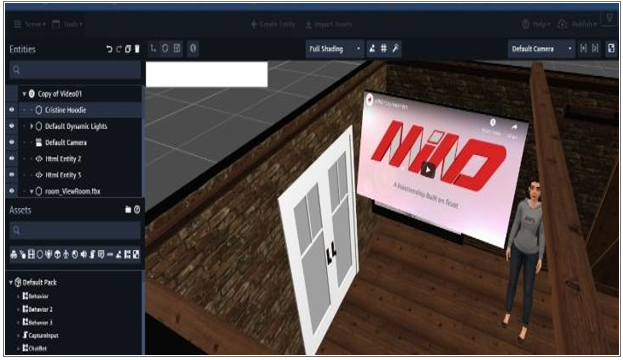 Scene Tools + Create Entity Import Assets Help Publish
Entities
Full Shading
Default Camera
Copy of Video01
Cristine Hoodie
Default Dynamic Lights
Default Camera
Html Entity 2
Html Entity 3
room_ViewRoom.fbx
MIND
A Relationship Built on Trust
Assets
Default Pack
Behavior
Behavior 2
Behavior 3
CaptureInput
ChatBot